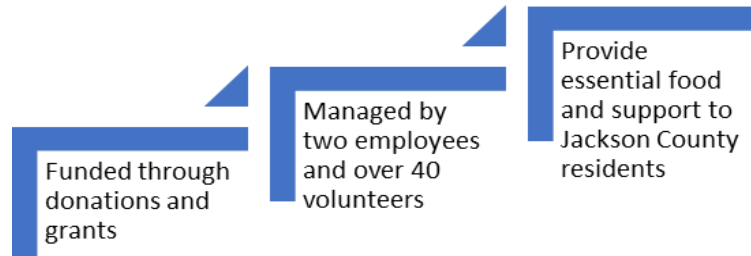 Funded through
donations and
grants
Managed by
two employees
and over 40
volunteers
Provide
essential food
and support to
Jackson County
residents